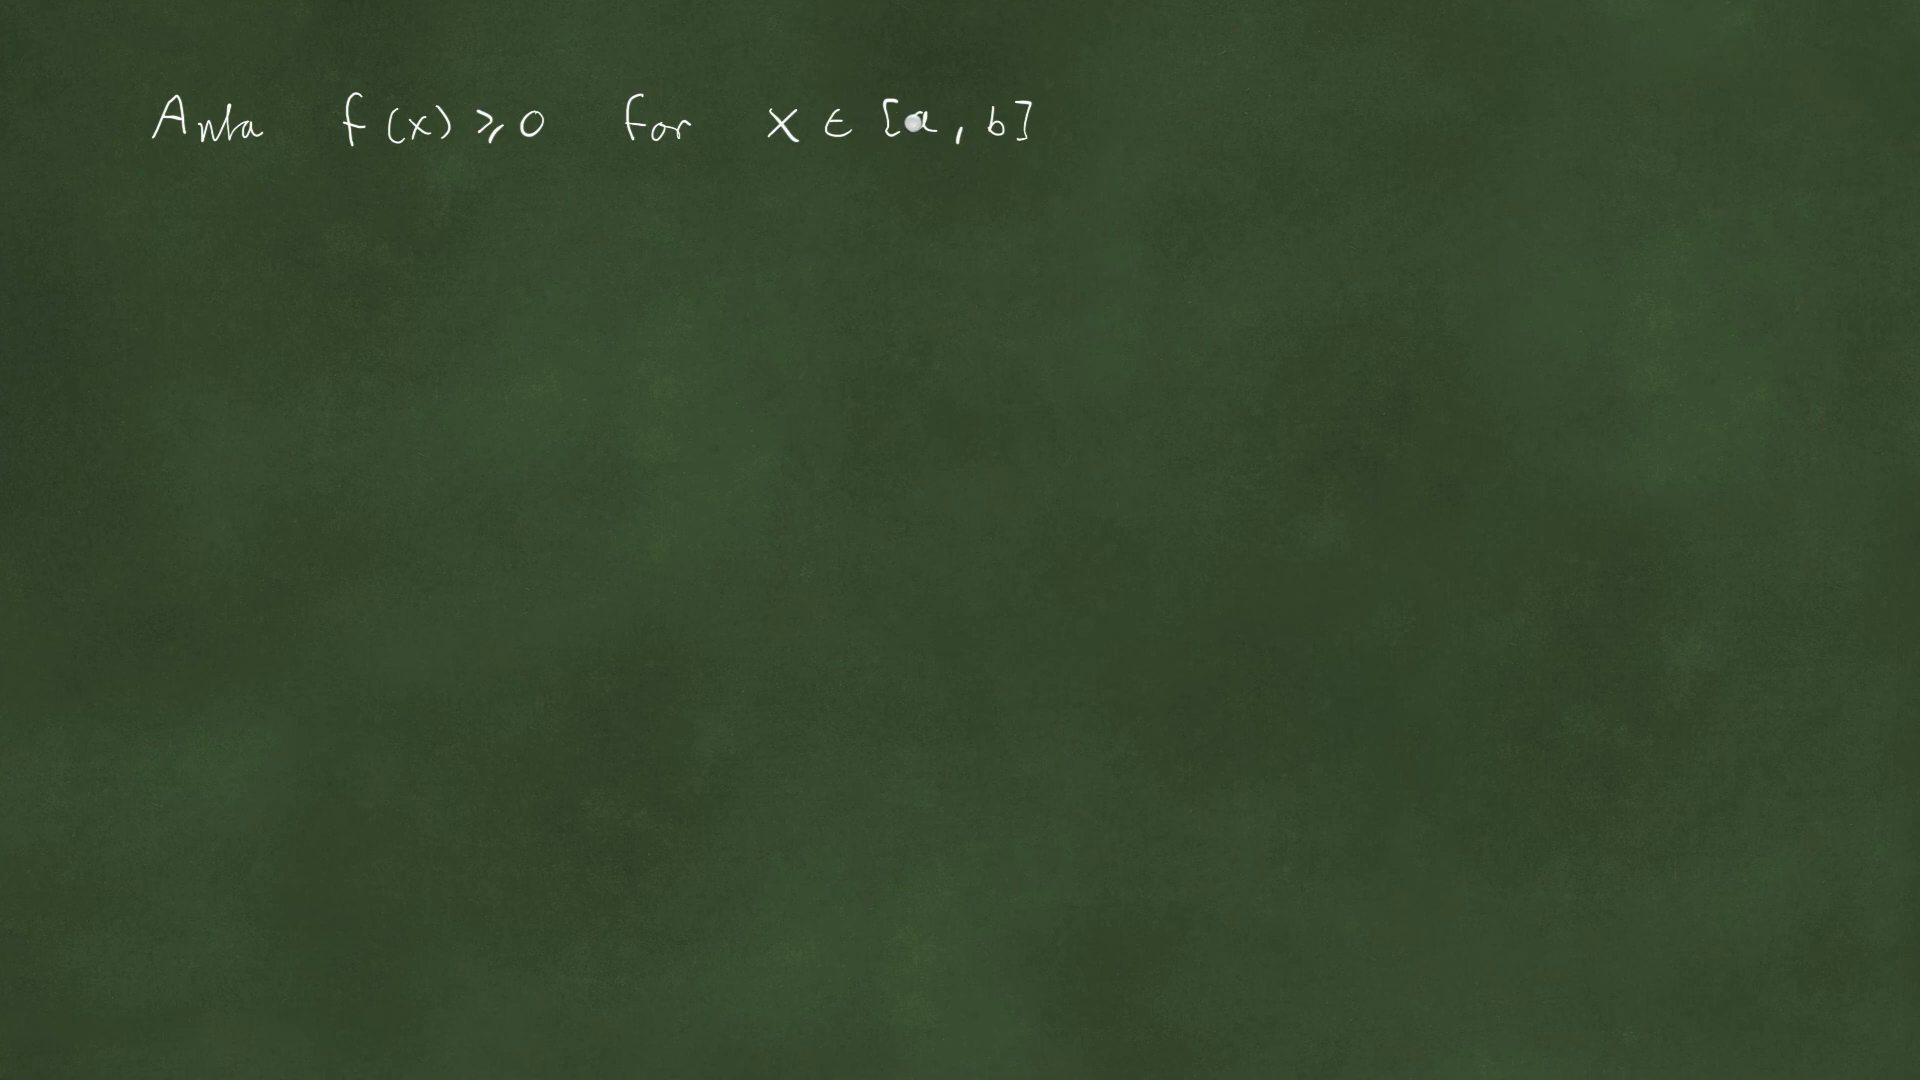 Anta f(x) ⩾ 0 for x ∈ [a, b]